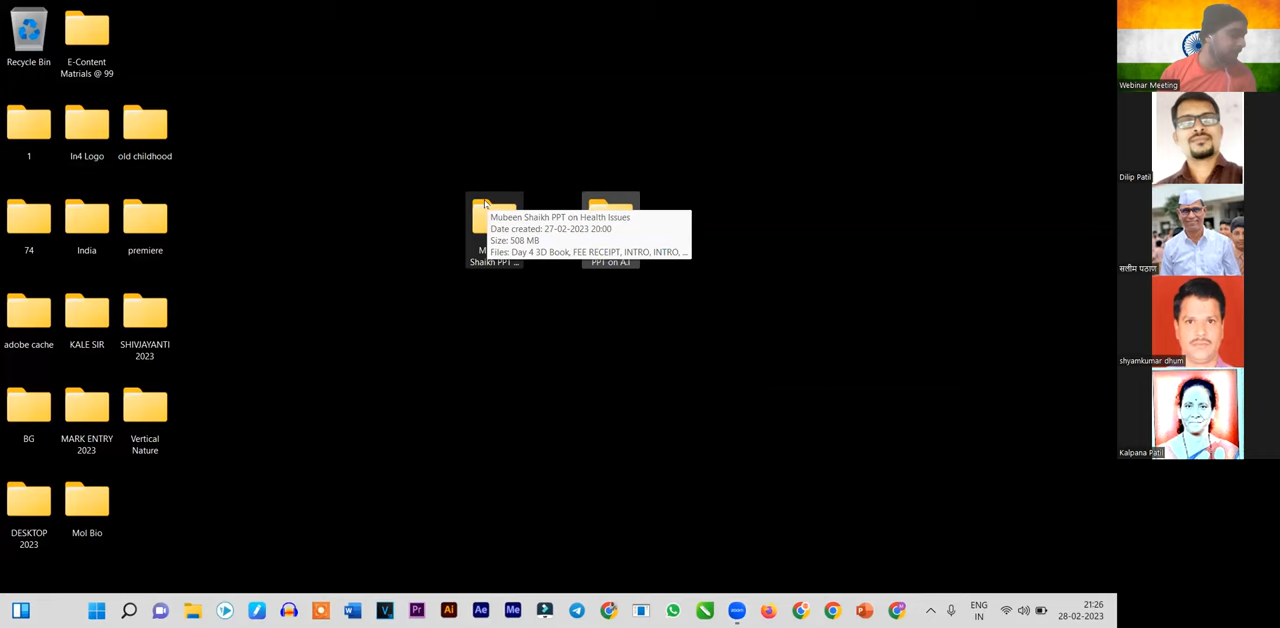 Recycle Bin
E-Content
Matrials @ 99
1
In4 Logo
old childhood
74
India
premiere
adobe cache
KALE SIR
SHIVJAYANTI
2023
BG
MARK ENTRY
2023
Vertical
Nature
DESKTOP
2023
Mol Bio
Shaikh PPT ...
PPT on A.I
Mubeen Shaikh PPT on Health Issues
Date created: 27-02-2023 20:00
Size: 508 MB
Files: Day 4 3D Book, FEE RECEIPT, INTRO, INTRO, ...
Webinar Meeting
Dilip Patil
सलीम पठाण
shyamkumar dhum
Kalpana Patil
ENG
IN
21:26
28-02-2023